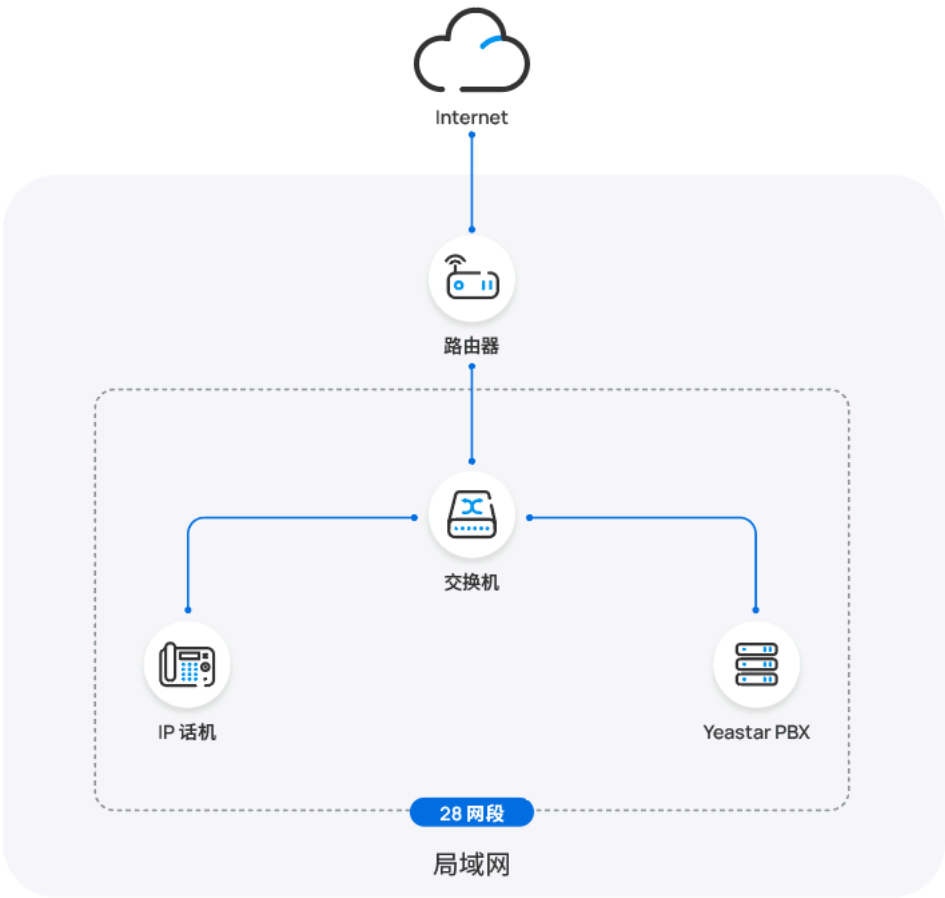 Internet
路由器
交换机
IP 话机
Yeastar PBX
28 网段
局域网